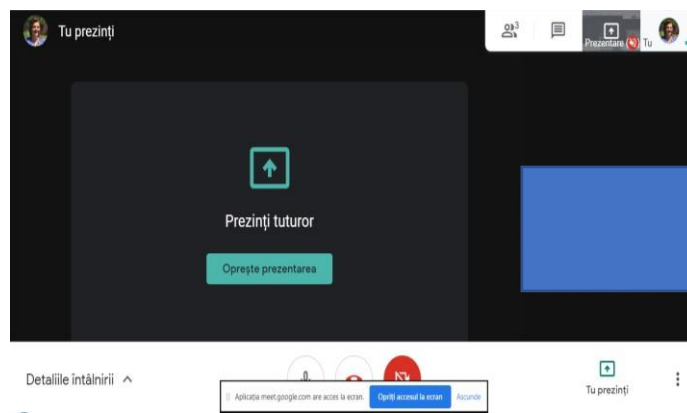 Tu prezinți
3
Prezentare
Tu
Prezinți tuturor
Oprește prezentarea
Detaliile întâlnirii
Tu prezinți
Aplicația meet.google.com are acces la ecran.
Opriți accesul la ecran
Ascunde